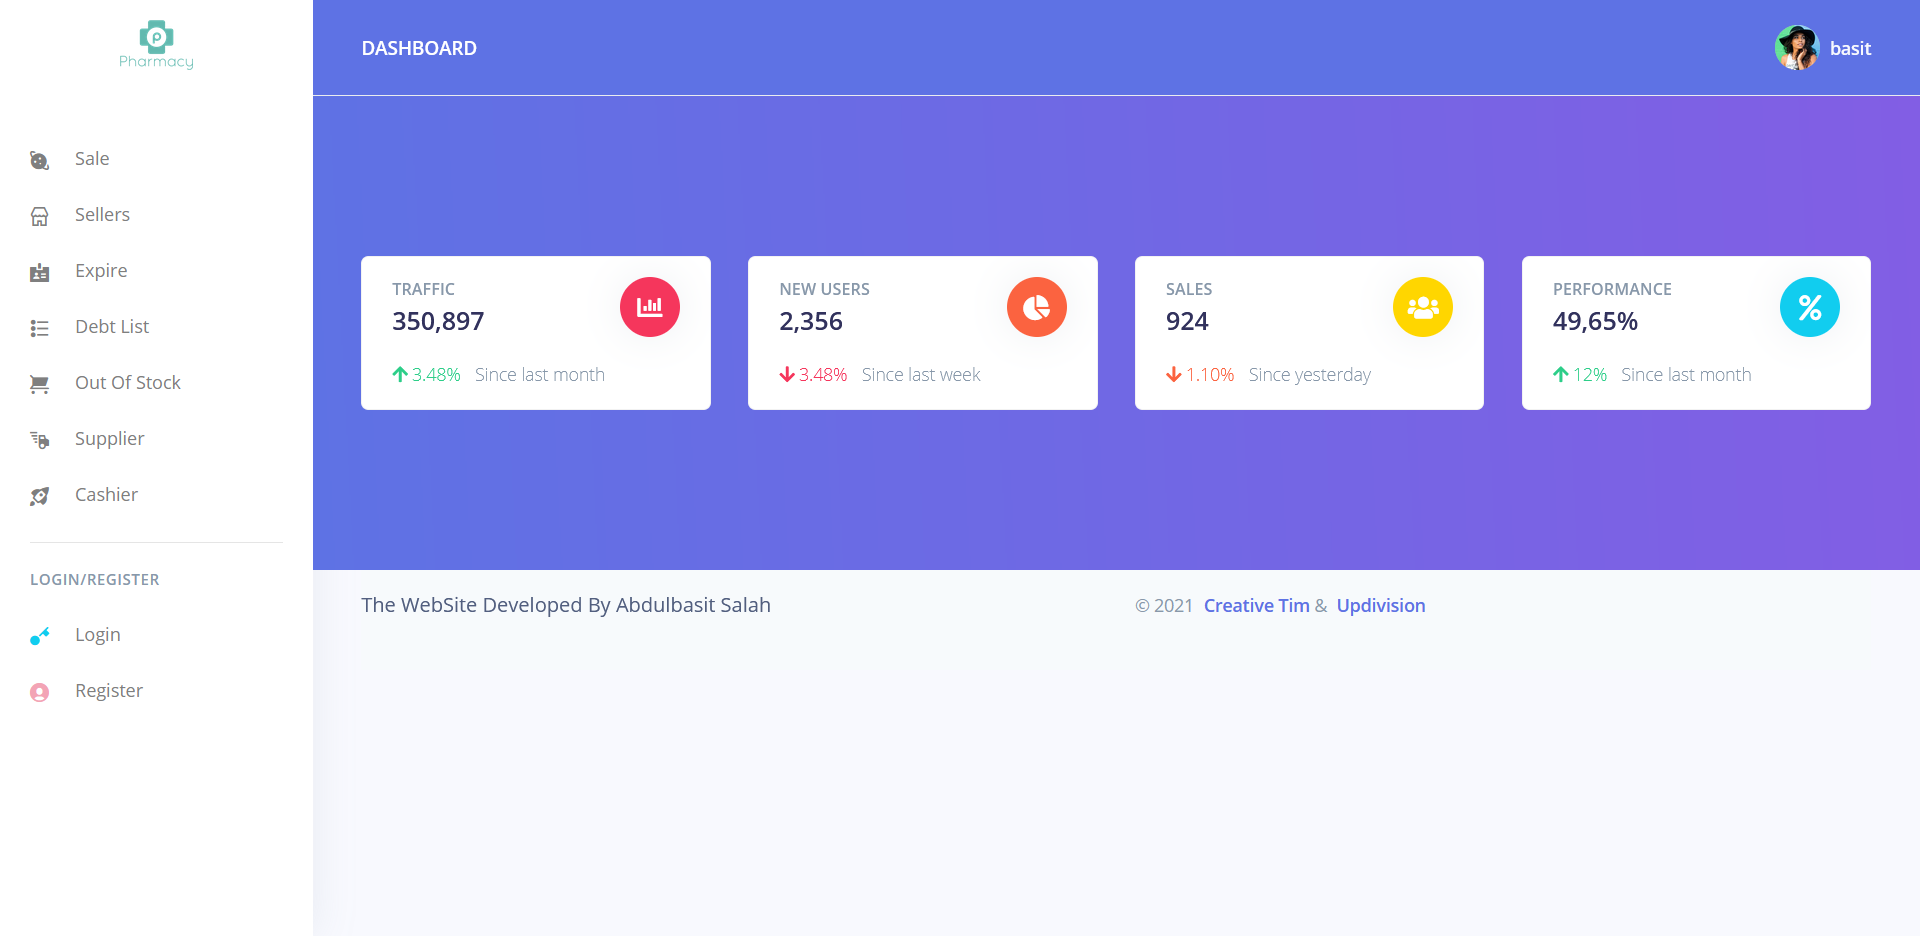 Pharmacy
Sale
Sellers
Expire
Debt List
Out Of Stock
Supplier
Cashier
LOGIN/REGISTER
Login
Register
DASHBOARD
basit
TRAFFIC
350,897
3.48% Since last month
NEW USERS
2,356
3.48% Since last week
SALES
924
1.10% Since yesterday
PERFORMANCE
49,65%
12% Since last month
The WebSite Developed By Abdulbasit Salah
© 2021 Creative Tim & Updivision